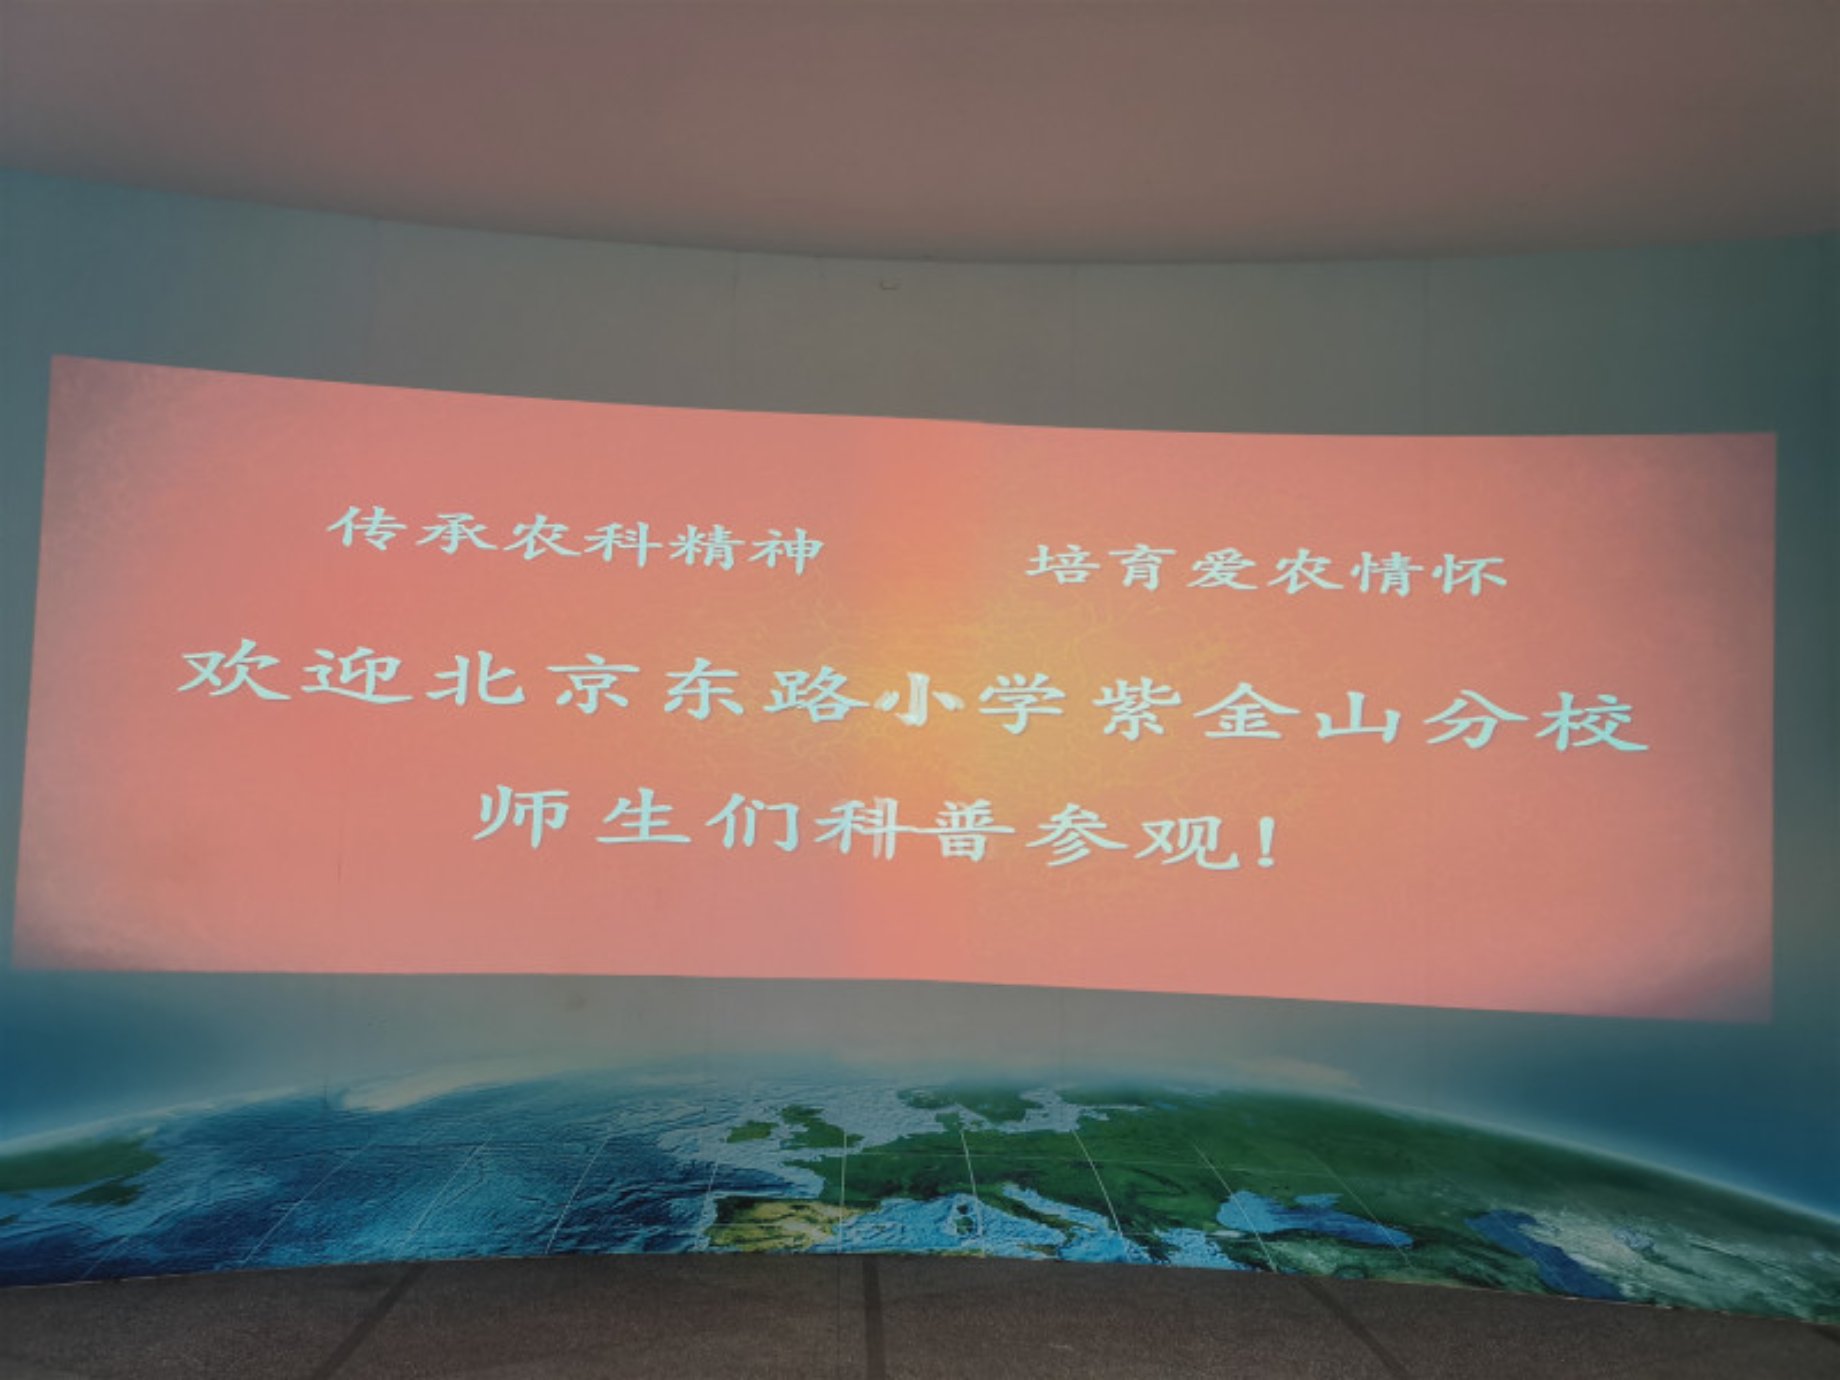 传承农科精神 培育爱农情怀
欢迎北京东路小学紫金山分校
师生们科普参观!